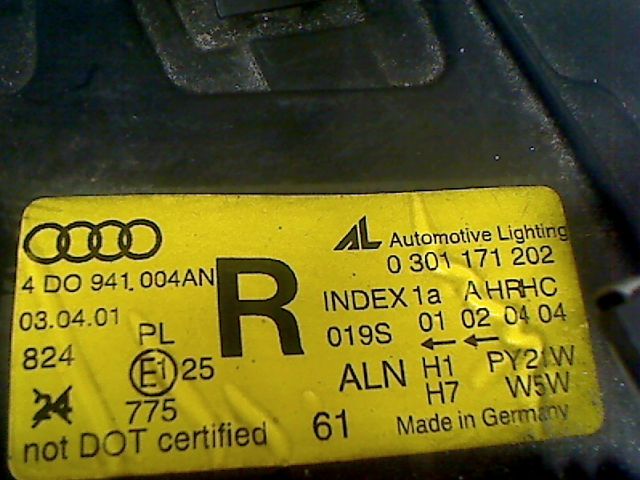 4 DO 941.004AN
03.04.01
824
24
PL
E1 25
775
not DOT certified
R
AL Automotive Lighting
0 301 171 202
INDEX 1a A HR HC
019S 01 02 04 04
ALN H1 PY21W
H7 W5W
61 Made in Germany